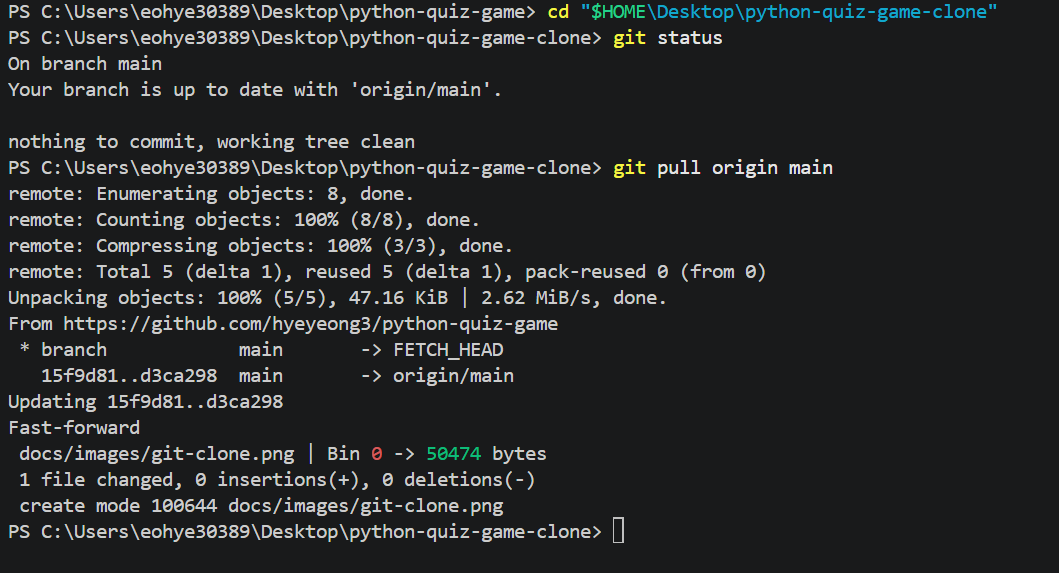 PS C:\Users\eohye30389\Desktop\python-quiz-game> cd "$HOME\Desktop\python-quiz-game-clone"
PS C:\Users\eohye30389\Desktop\python-quiz-game-clone> git status
On branch main
Your branch is up to date with 'origin/main'.

nothing to commit, working tree clean
PS C:\Users\eohye30389\Desktop\python-quiz-game-clone> git pull origin main
remote: Enumerating objects: 8, done.
remote: Counting objects: 100% (8/8), done.
remote: Compressing objects: 100% (3/3), done.
remote: Total 5 (delta 1), reused 5 (delta 1), pack-reused 0 (from 0)
Unpacking objects: 100% (5/5), 47.16 KiB | 2.62 MiB/s, done.
From https://github.com/hyeyeong3/python-quiz-game
 * branch            main       -> FETCH_HEAD
   15f9d81..d3ca298  main       -> origin/main
Updating 15f9d81..d3ca298
Fast-forward
 docs/images/git-clone.png | Bin 0 -> 50474 bytes
 1 file changed, 0 insertions(+), 0 deletions(-)
 create mode 100644 docs/images/git-clone.png
PS C:\Users\eohye30389\Desktop\python-quiz-game-clone>